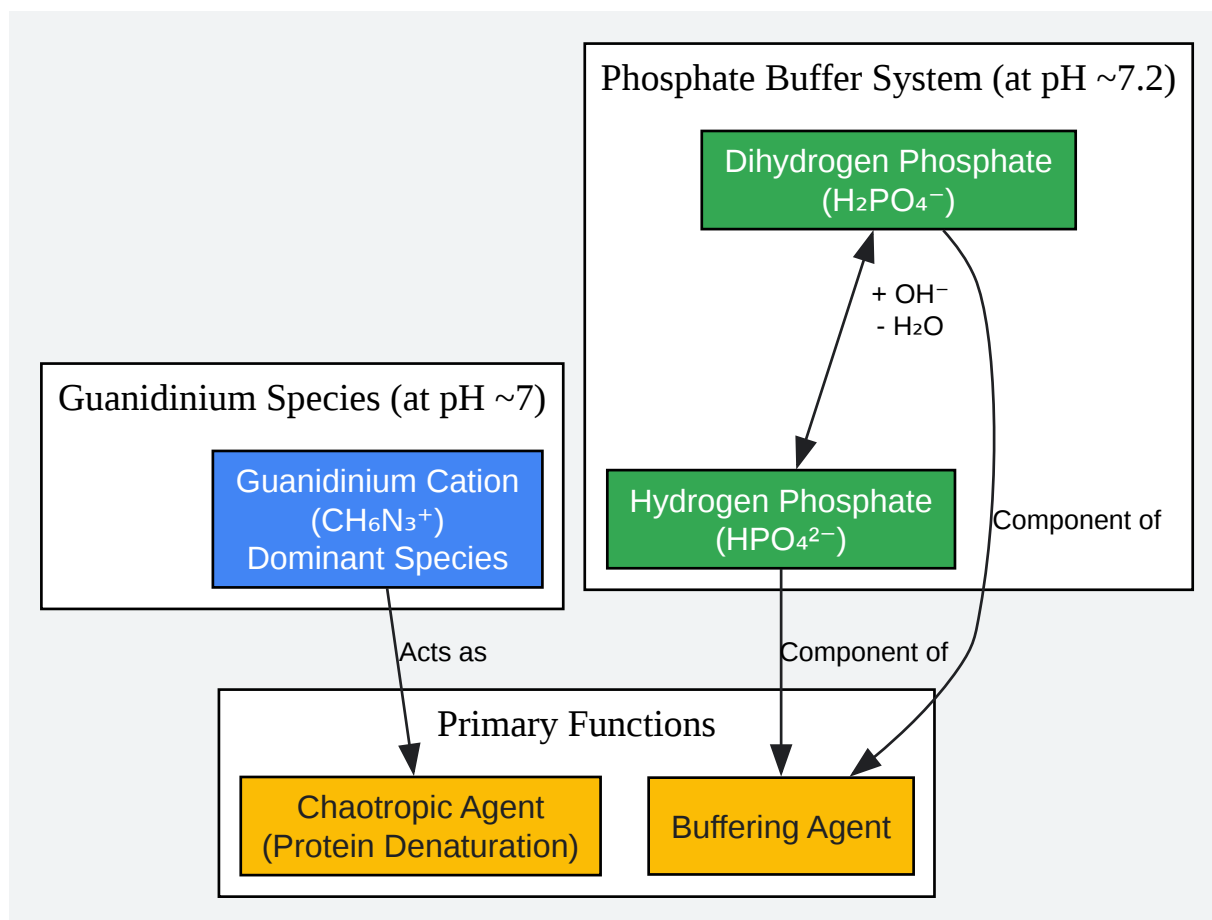 Phosphate Buffer System (at pH ~7.2)
Dihydrogen Phosphate
(H₂PO₄⁻)
+ OH⁻
- H₂O
Guanidinium Species (at pH ~7)
Guanidinium Cation
(CH₆N₃⁺)
Dominant Species
Hydrogen Phosphate
(HPO₄²⁻)
Component of
Acts as
Component of
Primary Functions
Chaotropic Agent
(Protein Denaturation)
Buffering Agent